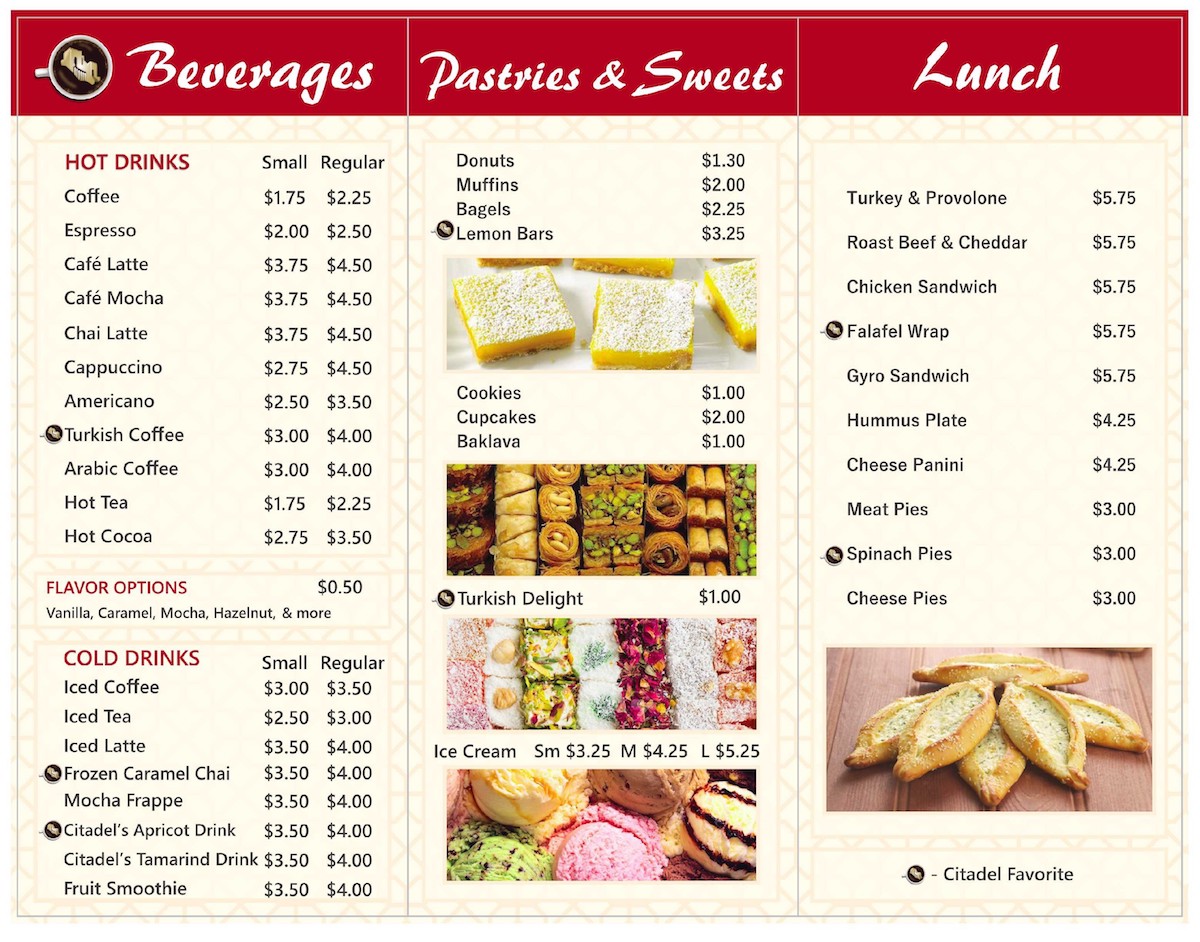 Beverages
HOT DRINKS Small Regular
Coffee $1.75 $2.25
Espresso $2.00 $2.50
Café Latte $3.75 $4.50
Café Mocha $3.75 $4.50
Chai Latte $3.75 $4.50
Cappuccino $2.75 $4.50
Americano $2.50 $3.50
Turkish Coffee $3.00 $4.00
Arabic Coffee $3.00 $4.00
Hot Tea $1.75 $2.25
Hot Cocoa $2.75 $3.50
FLAVOR OPTIONS $0.50
Vanilla, Caramel, Mocha, Hazelnut, & more
COLD DRINKS Small Regular
Iced Coffee $3.00 $3.50
Iced Tea $2.50 $3.00
Iced Latte $3.50 $4.00
Frozen Caramel Chai $3.50 $4.00
Mocha Frappe $3.50 $4.00
Citadel's Apricot Drink $3.50 $4.00
Citadel's Tamarind Drink $3.50 $4.00
Fruit Smoothie $3.50 $4.00
Pastries & Sweets
Donuts $1.30
Muffins $2.00
Bagels $2.25
Lemon Bars $3.25
Cookies $1.00
Cupcakes $2.00
Baklava $1.00
Turkish Delight $1.00
Ice Cream Sm $3.25 M $4.25 L $5.25
Lunch
Turkey & Provolone $5.75
Roast Beef & Cheddar $5.75
Chicken Sandwich $5.75
Falafel Wrap $5.75
Gyro Sandwich $5.75
Hummus Plate $4.25
Cheese Panini $4.25
Meat Pies $3.00
Spinach Pies $3.00
Cheese Pies $3.00
- Citadel Favorite